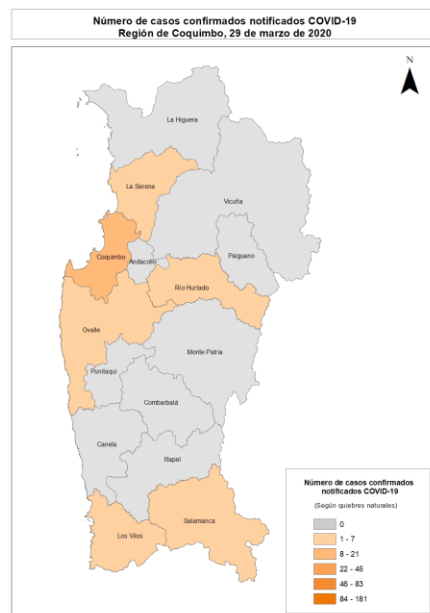 Número de casos confirmados notificados COVID-19
Región de Coquimbo, 29 de marzo de 2020
N
La Higuera
La Serena
Vicuña
Coquimbo
Andacollo
Paiguano
Río Hurtado
Ovalle
Monte Patria
Punitaqui
Combarbalá
Canela
Illapel
Salamanca
Los Vilos
Número de casos confirmados
notificados COVID-19
(Según quiebres naturales)
0
1 - 7
8 - 21
22 - 45
46 - 83
84 - 181